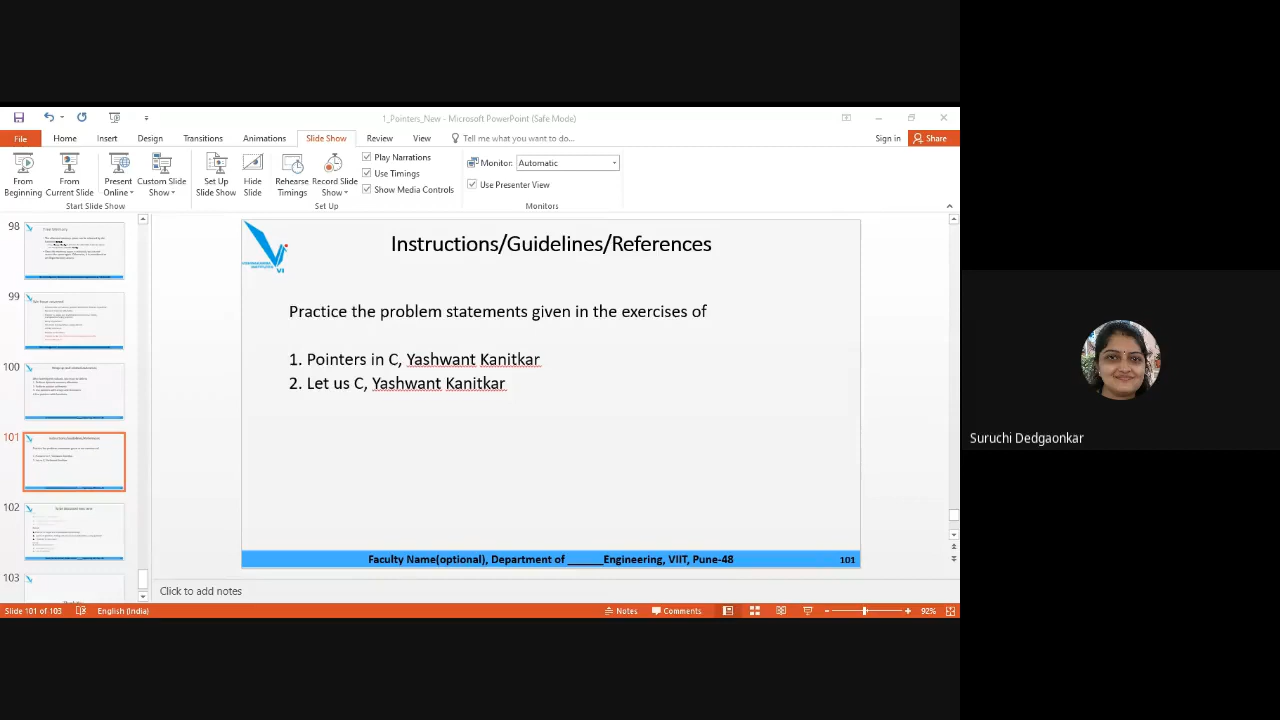 1_Pointers_New - Microsoft PowerPoint (Safe Mode)
File Home Insert Design Transitions Animations Slide Show Review View Tell me what you want to do... Sign in Share
From Beginning
From Current Slide
Present Online
Custom Slide Show
Set Up Slide Show
Hide Slide
Rehearse Timings
Record Slide Show
Play Narrations
Use Timings
Show Media Controls
Monitor: Automatic
Use Presenter View
Start Slide Show Set Up Monitors
98
99
100
101
102
103
Instructions/Guidelines/References
Practice the problem statements given in the exercises of
1. Pointers in C, Yashwant Kanitkar
2. Let us C, Yashwant Kanitkar
Faculty Name(optional), Department of ______Engineering, VIIT, Pune-48 101
Click to add notes
Slide 101 of 103 English (India) Notes Comments 92%
Suruchi Dedgaonkar